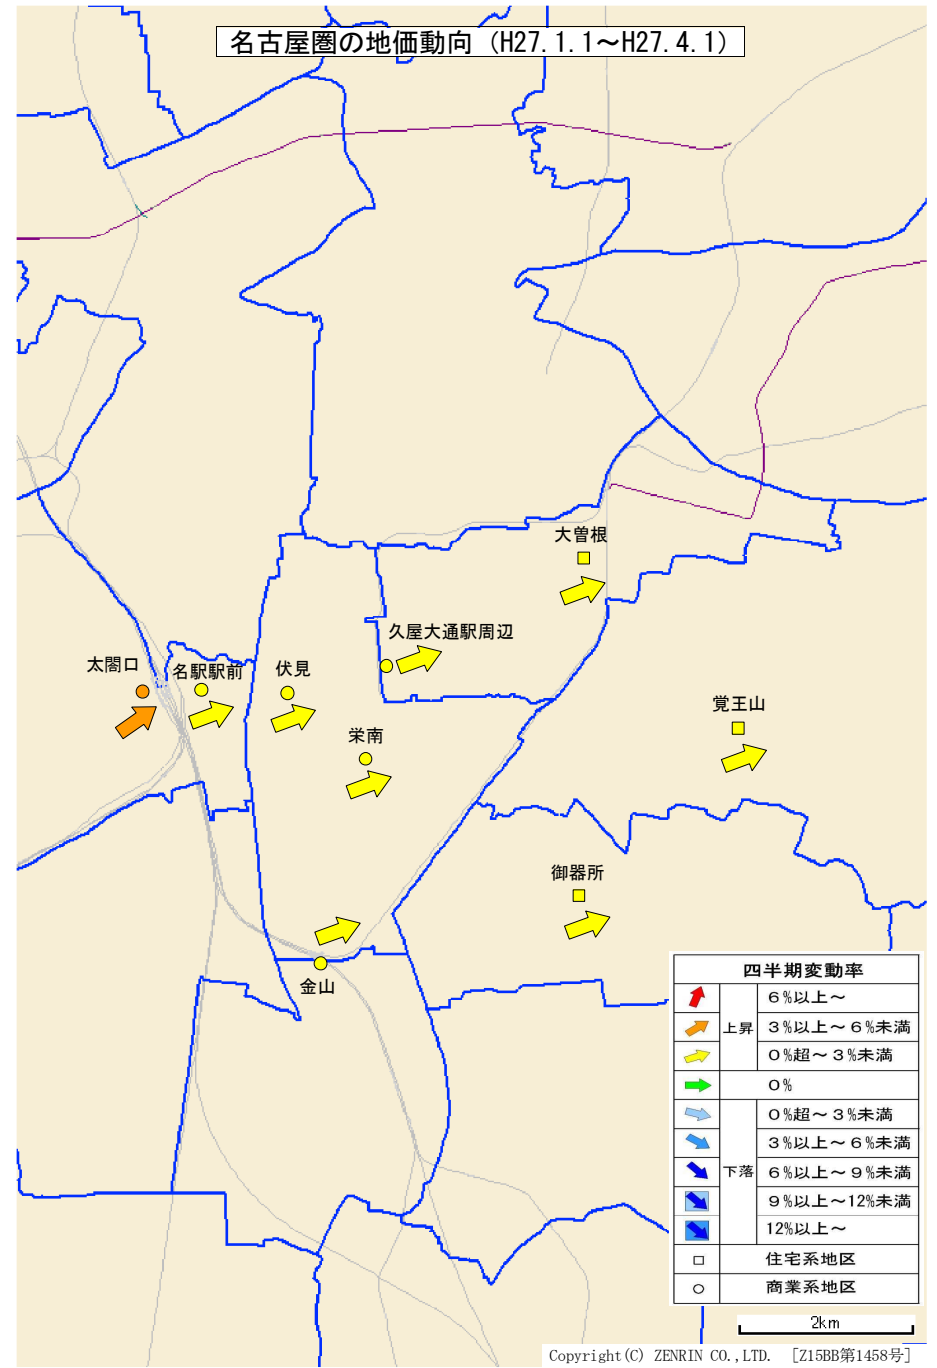 名古屋圏の地価動向（H27.1.1～H27.4.1）
大曽根
久屋大通駅周辺
太閤口
名駅駅前
伏見
覚王山
栄南
御器所
金山
四半期変動率
上昇
6%以上～
3%以上～6%未満
0%超～3%未満
0%
下落
0%超～3%未満
3%以上～6%未満
6%以上～9%未満
9%以上～12%未満
12%以上～
住宅系地区
商業系地区
2km
Copyright(C) ZENRIN CO.,LTD. [Z15BB第1458号]